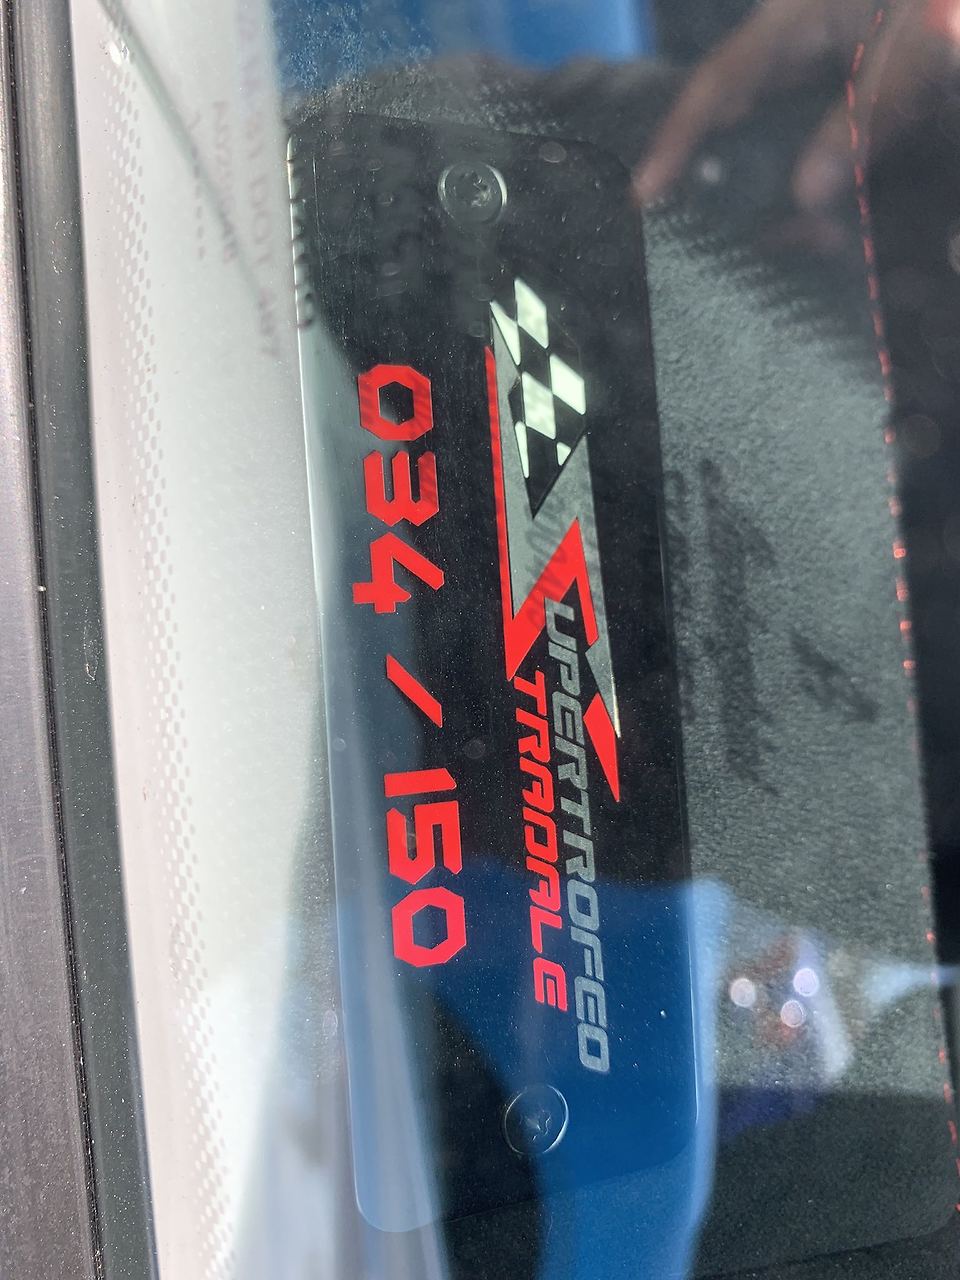 SUPERTROFEO
STRADALE
034 / 150